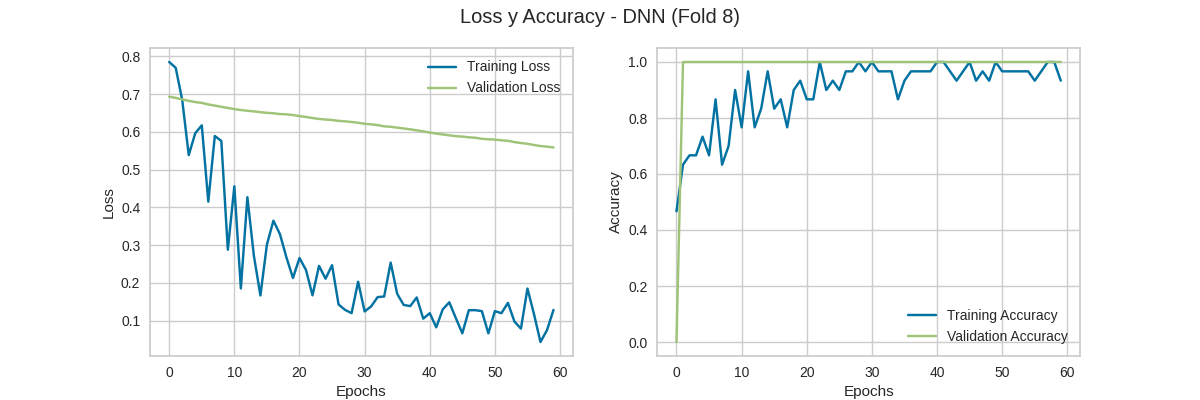 Loss y Accuracy - DNN (Fold 8)
0.8
0.7
0.6
0.5
0.4
0.3
0.2
0.1
Loss
0 10 20 30 40 50 60
Epochs
Training Loss
Validation Loss
1.0
0.8
0.6
0.4
0.2
0.0
Accuracy
0 10 20 30 40 50 60
Epochs
Training Accuracy
Validation Accuracy